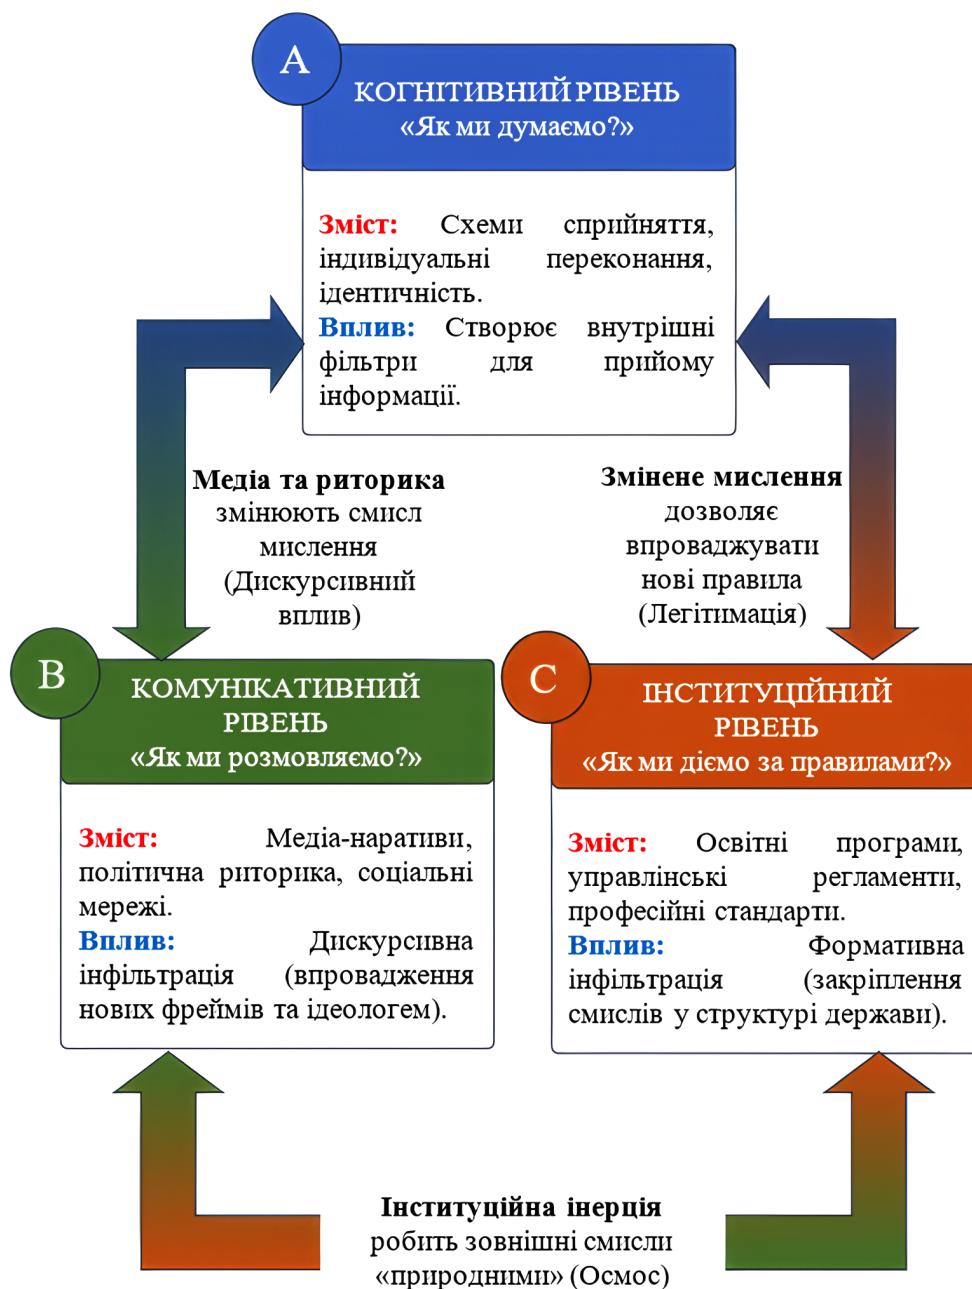 A
КОГНІТИВНИЙ РІВЕНЬ
«Як ми думаємо?»
Зміст: Схеми сприйняття,
індивідуальні переконання,
ідентичність.
Вплив: Створює внутрішні
фільтри для прийому
інформації.
Медіа та риторика
змінюють смисл
мислення
(Дискурсивний
вплив)
Змінене мислення
дозволяє
впроваджувати
нові правила
(Легітимація)
B
КОМУНІКАТИВНИЙ
РІВЕНЬ
«Як ми розмовляємо?»
Зміст: Медіа-наративи,
політична риторика, соціальні
мережі.
Вплив: Дискурсивна
інфільтрація (впровадження
нових фреймів та ідеологем).
C
ІНСТИТУЦІЙНИЙ
РІВЕНЬ
«Як ми діємо за правилами?»
Зміст: Освітні програми,
управлінські регламенти,
професійні стандарти.
Вплив: Формативна
інфільтрація (закріплення
смислів у структурі держави).
Інституційна інерція
робить зовнішні смисли
«природними» (Осмос)